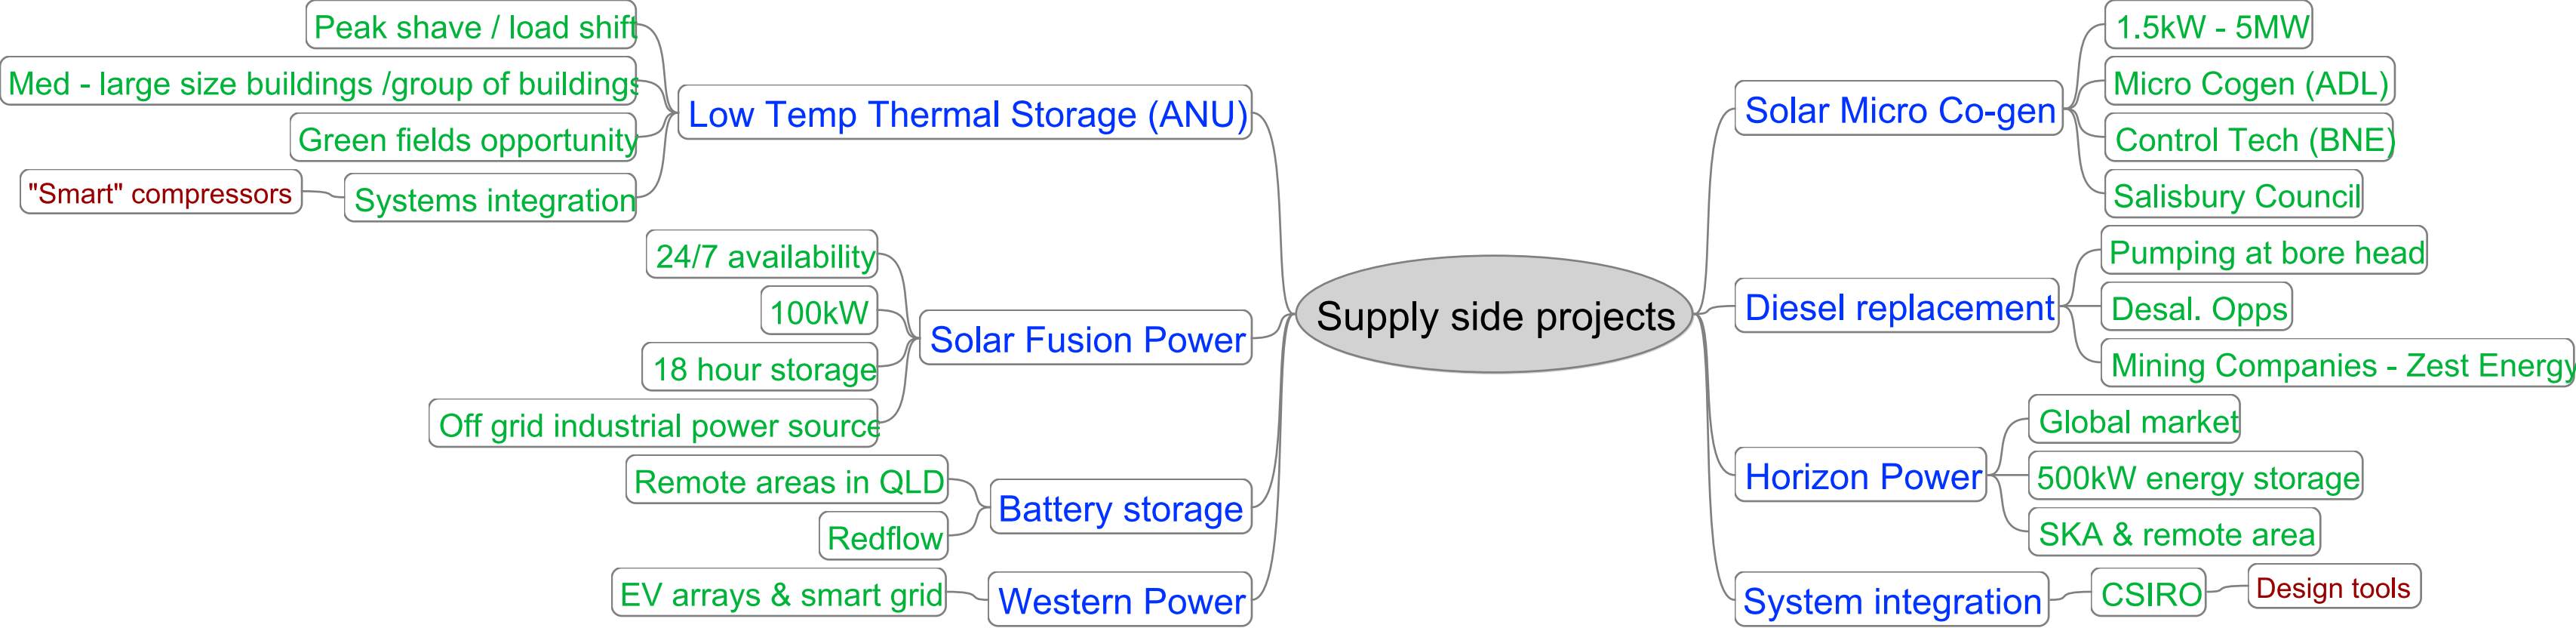 Supply side projects
Low Temp Thermal Storage (ANU)
Peak shave / load shift
Med - large size buildings /group of buildings
Green fields opportunity
Systems integration
"Smart" compressors
Solar Fusion Power
24/7 availability
100kW
18 hour storage
Off grid industrial power source
Battery storage
Remote areas in QLD
Redflow
Western Power
EV arrays & smart grid
Solar Micro Co-gen
1.5kW - 5MW
Micro Cogen (ADL)
Control Tech (BNE)
Salisbury Council
Diesel replacement
Pumping at bore head
Desal. Opps
Mining Companies - Zest Energy
Horizon Power
Global market
500kW energy storage
SKA & remote area
System integration
CSIRO
Design tools